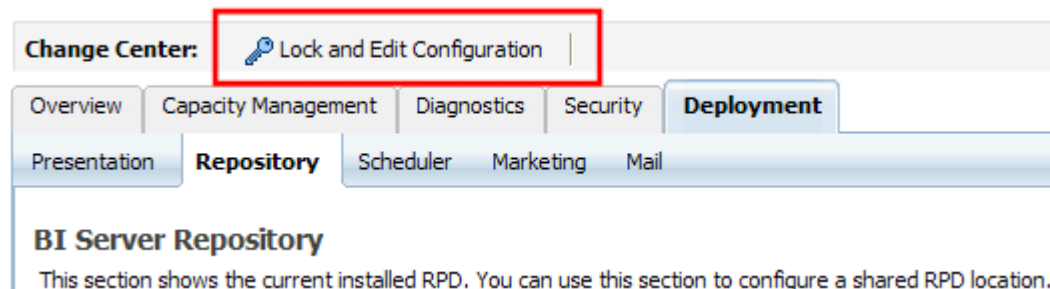 Change Center: Lock and Edit Configuration
Overview Capacity Management Diagnostics Security Deployment
Presentation Repository Scheduler Marketing Mail
BI Server Repository
This section shows the current installed RPD. You can use this section to configure a shared RPD location.